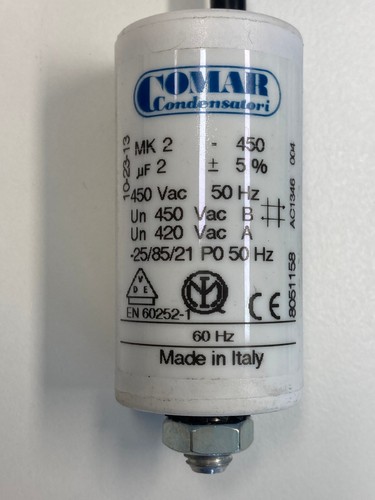 COMAR
Condensatori
MK 2 - 450
µF 2 ± 5%
450 Vac 50 Hz
Un 450 Vac B
Un 420 Vac A
-25/85/21 P0 50 Hz
VDE
EN 60252-1
CE
60 Hz
Made in Italy
10-23-13
8051158 AC1346 004